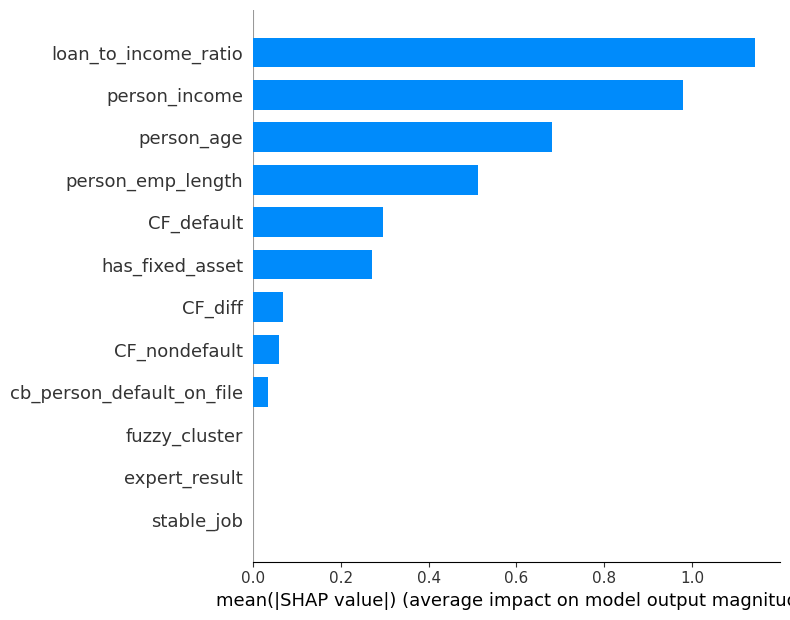 loan_to_income_ratio
person_income
person_age
person_emp_length
CF_default
has_fixed_asset
CF_diff
CF_nondefault
cb_person_default_on_file
fuzzy_cluster
expert_result
stable_job
0.0 0.2 0.4 0.6 0.8 1.0
mean(|SHAP value|) (average impact on model output magnitud